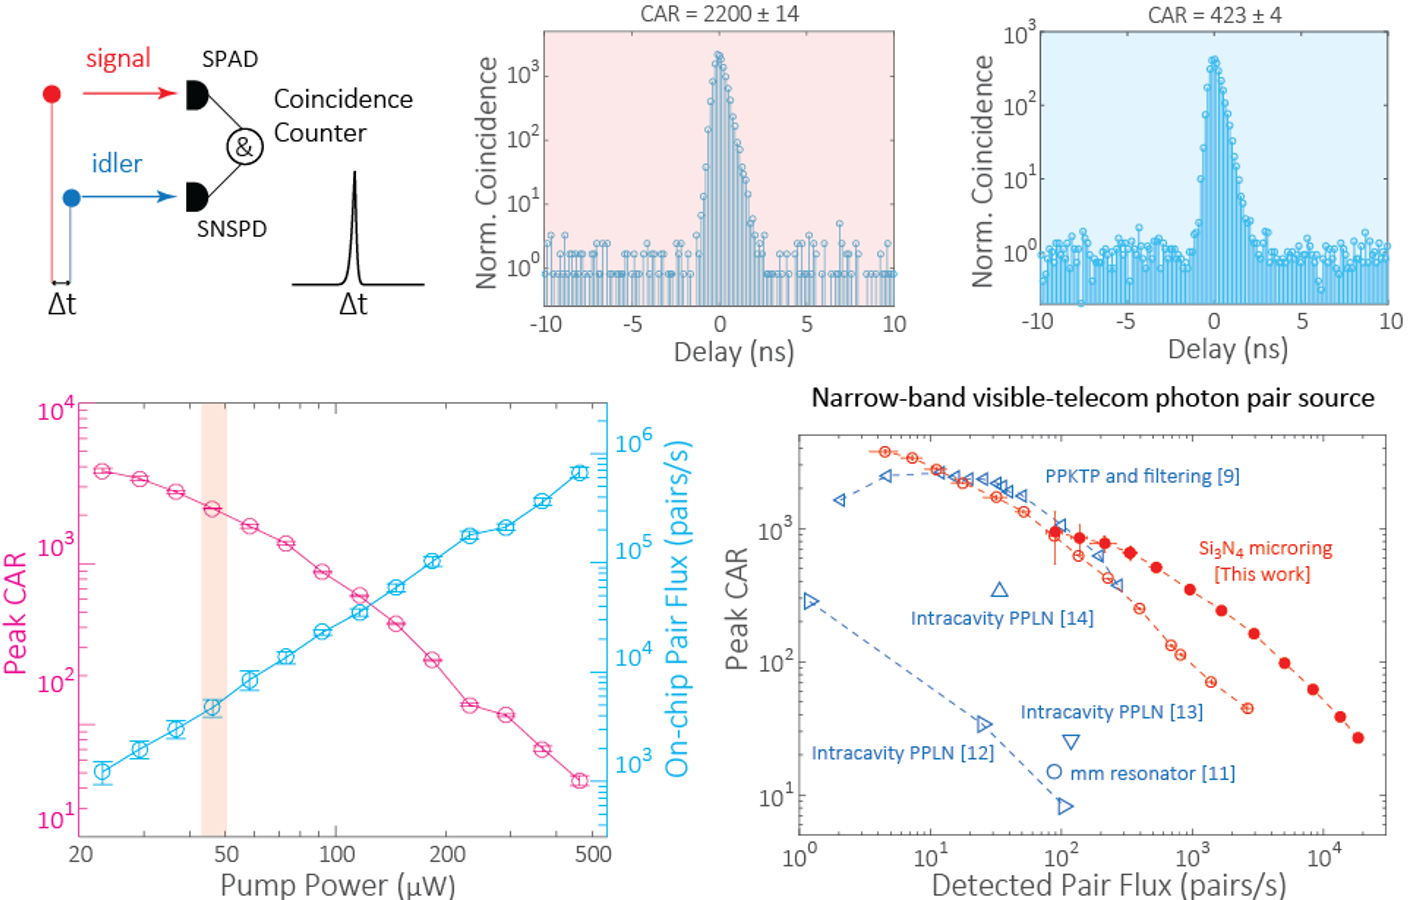 signal
SPAD
Coincidence
Counter
&
idler
SNSPD
Δt
Δt
CAR = 2200 ± 14
Norm. Coincidence
10³
10²
10¹
10⁰
-10 -5 0 5 10
Delay (ns)
CAR = 423 ± 4
Norm. Coincidence
10³
10²
10¹
10⁰
-10 -5 0 5 10
Delay (ns)
Peak CAR
10⁴
10³
10²
10¹
On-chip Pair Flux (pairs/s)
10⁶
10⁵
10⁴
10³
20 50 100 200 500
Pump Power (μW)
Narrow-band visible-telecom photon pair source
Peak CAR
10³
10²
10¹
PPKTP and filtering [9]
Si₃N₄ microring
[This work]
Intracavity PPLN [14]
Intracavity PPLN [13]
Intracavity PPLN [12]
mm resonator [11]
10⁰ 10¹ 10² 10³ 10⁴
Detected Pair Flux (pairs/s)